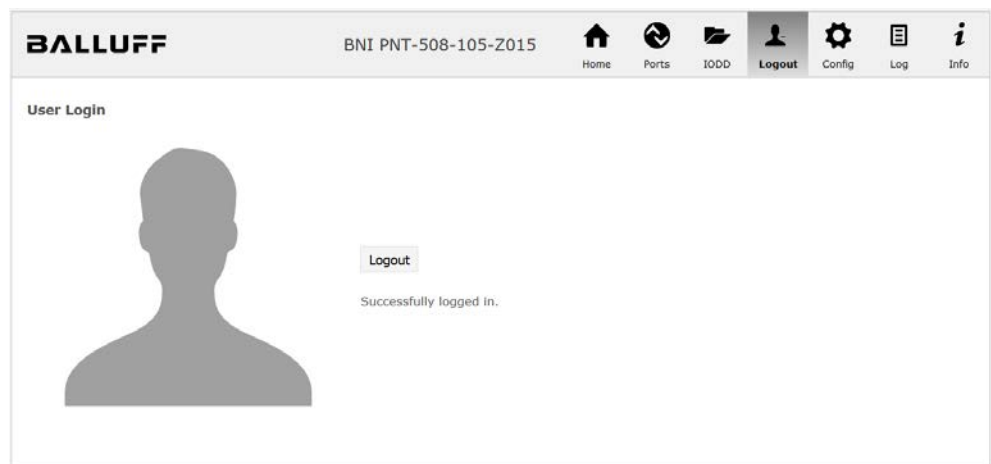 BALLUFF
BNI PNT-508-105-Z015
Home Ports IODD Logout Config Log Info
User Login
Logout
Successfully logged in.